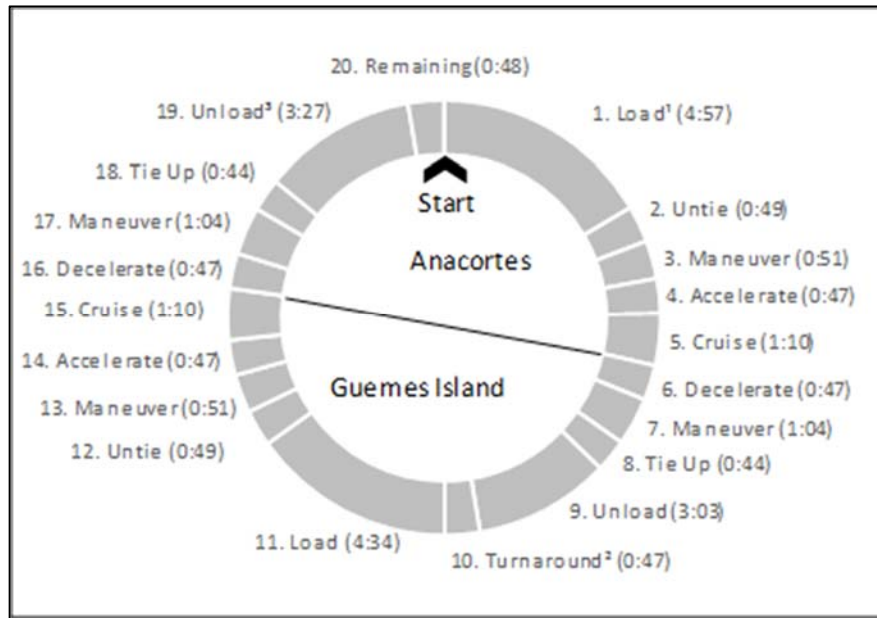 20. Remaining (0:48)
19. Unload³ (3:27)
1. Load¹ (4:57)
18. Tie Up (0:44)
Start
2. Untie (0:49)
17. Maneuver (1:04)
Anacortes
3. Maneuver (0:51)
16. Decelerate (0:47)
4. Accelerate (0:47)
15. Cruise (1:10)
5. Cruise (1:10)
14. Accelerate (0:47)
Guemes Island
6. Decelerate (0:47)
13. Maneuver (0:51)
7. Maneuver (1:04)
12. Untie (0:49)
8. Tie Up (0:44)
9. Unload (3:03)
11. Load (4:34)
10. Turnaround² (0:47)